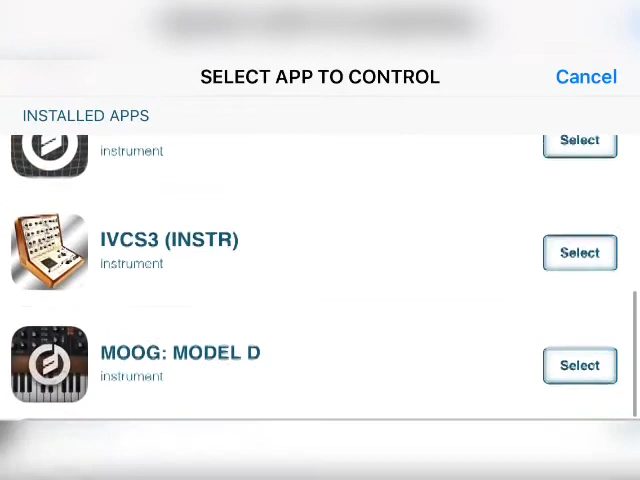 SELECT APP TO CONTROL
Cancel
INSTALLED APPS
Select
instrument
IVCS3 (INSTR)
instrument
Select
MOOG: MODEL D
instrument
Select